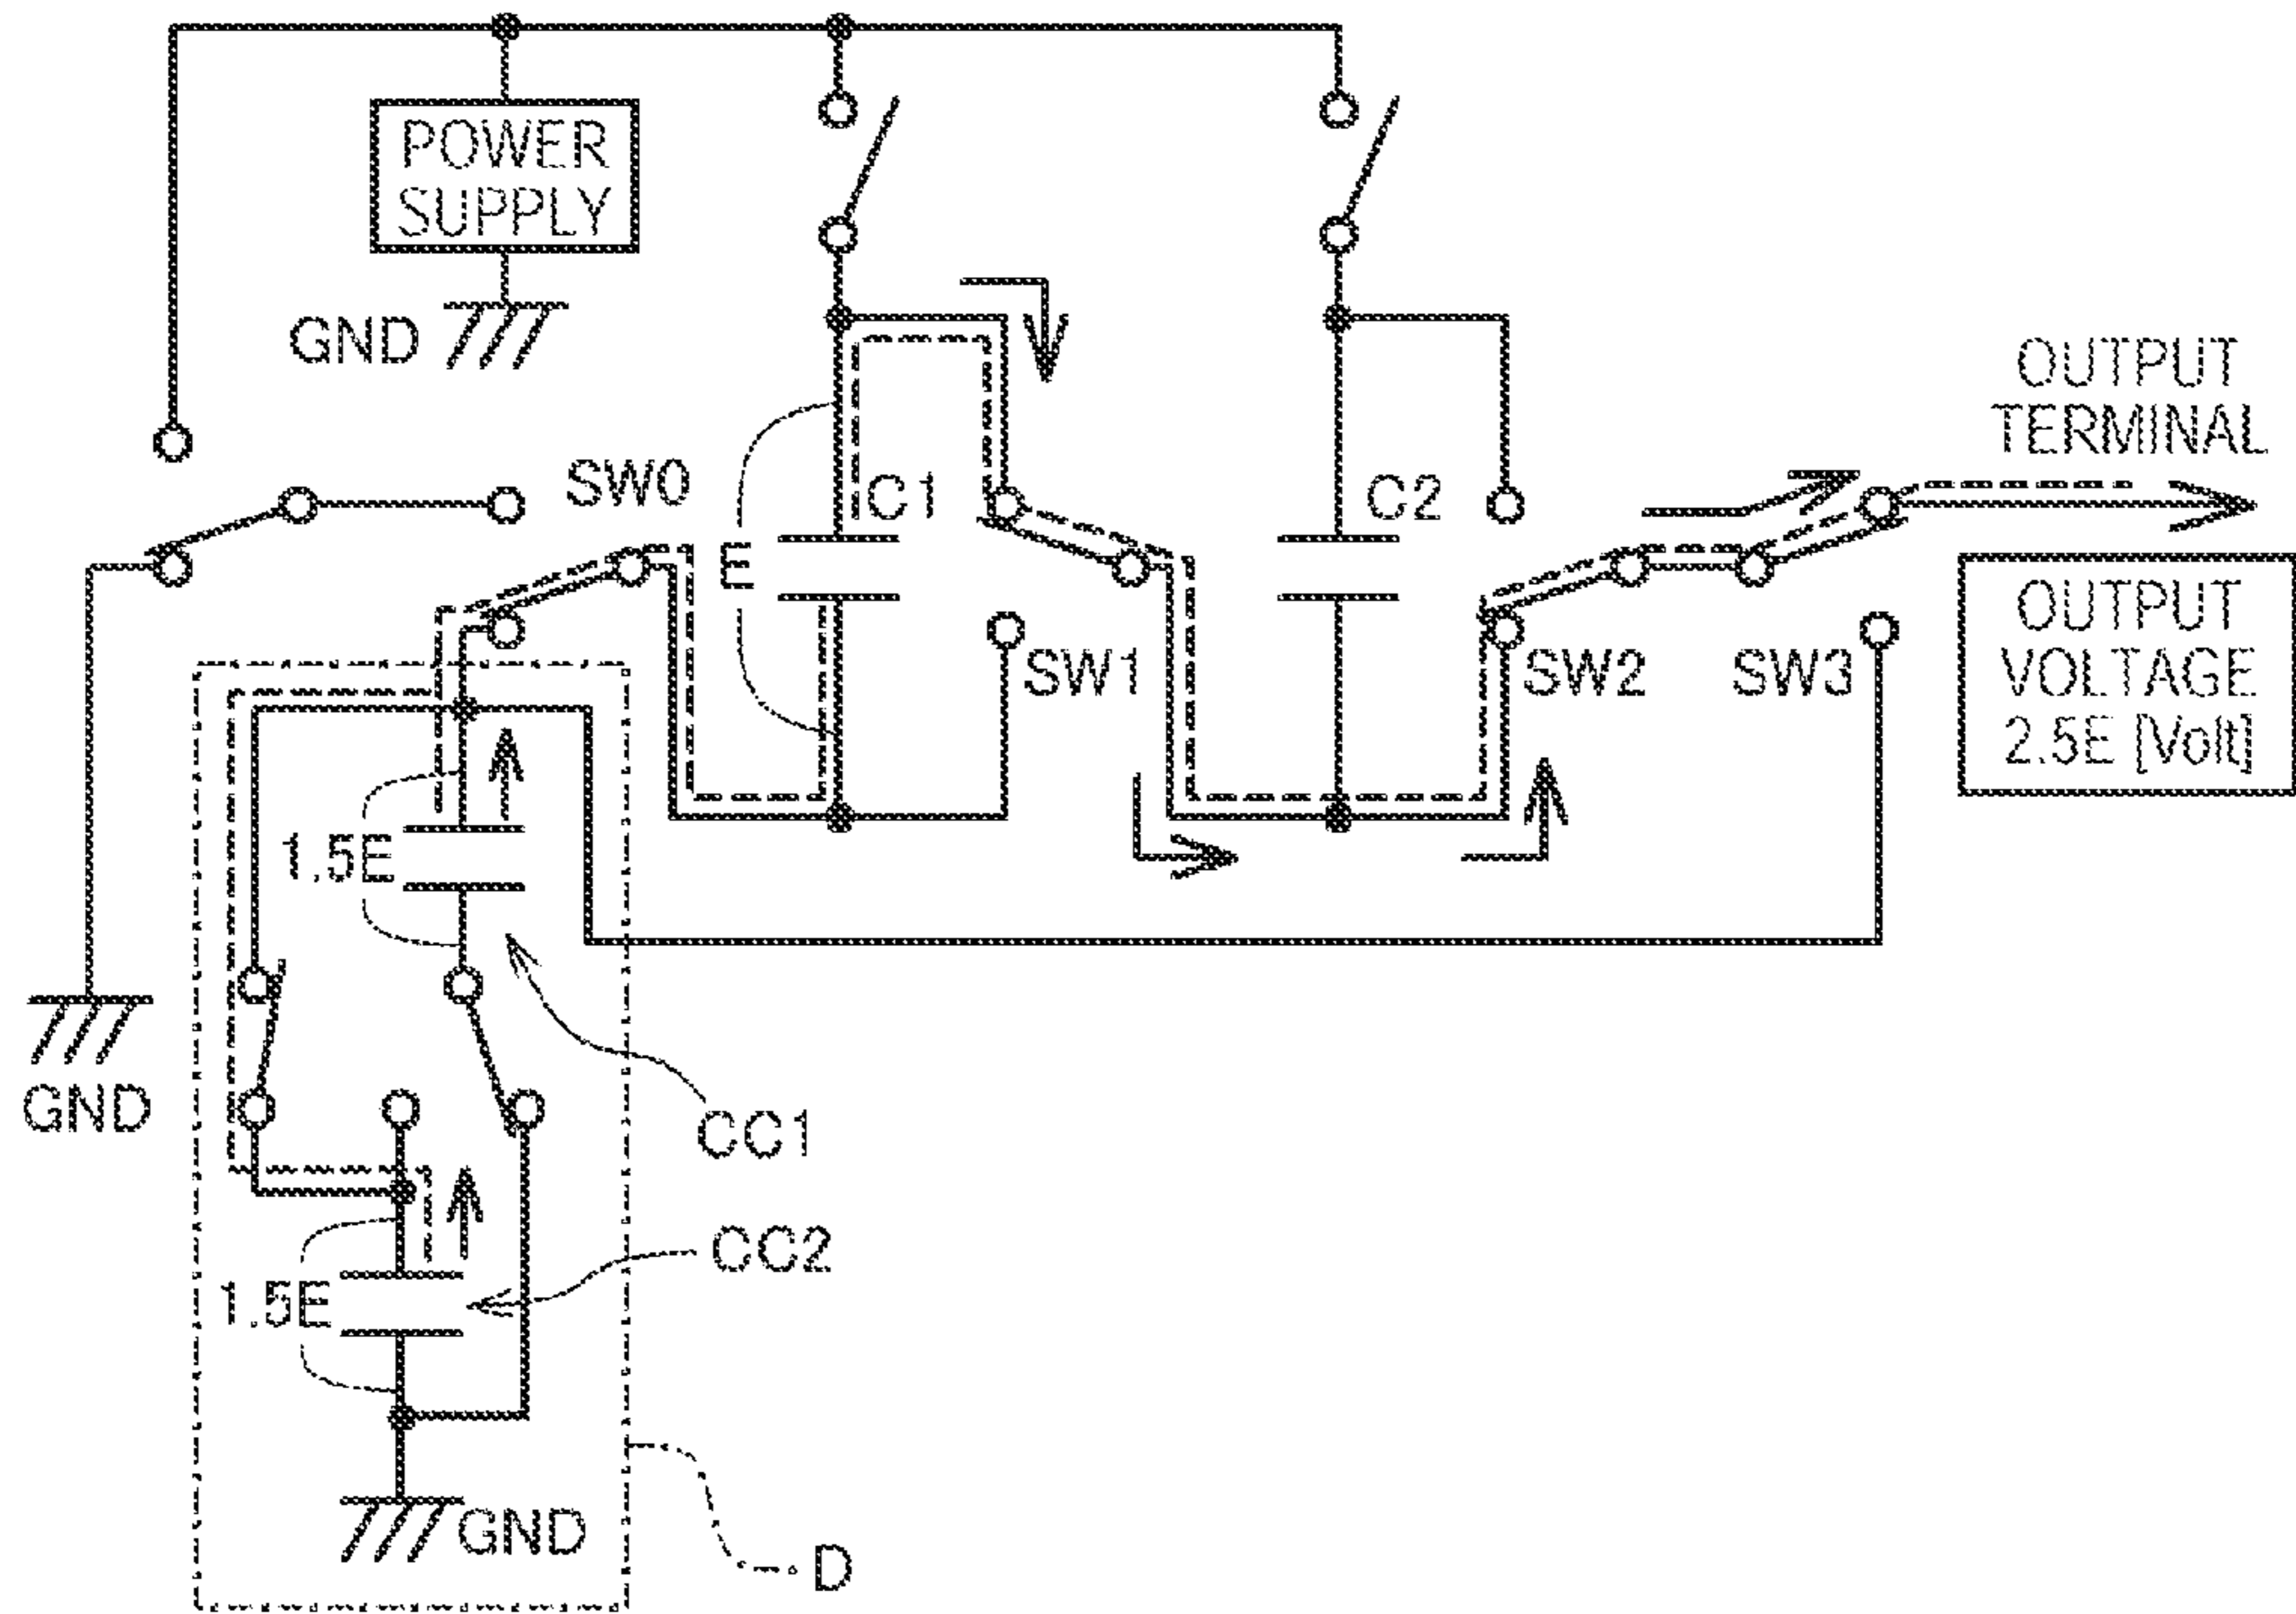 POWER
SUPPLY
GND
OUTPUT
TERMINAL
SW0
C1
C2
E
OUTPUT
VOLTAGE
2.5E [Volt]
SW1
SW2
SW3
1.5E
GND
CC1
CC2
1.5E
GND
D